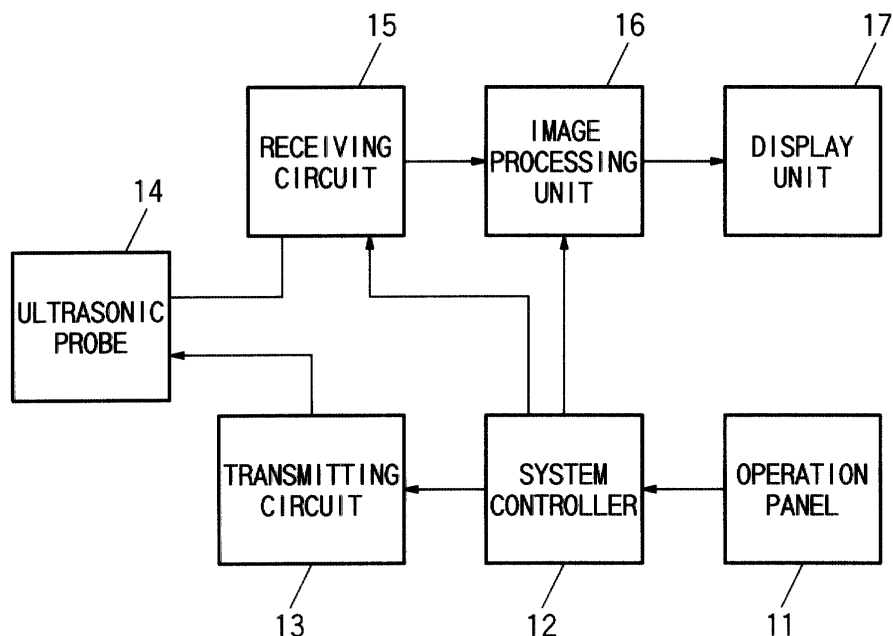 15
16
17
RECEIVING
CIRCUIT
IMAGE
PROCESSING
UNIT
DISPLAY
UNIT
14
ULTRASONIC
PROBE
TRANSMITTING
CIRCUIT
SYSTEM
CONTROLLER
OPERATION
PANEL
13
12
11